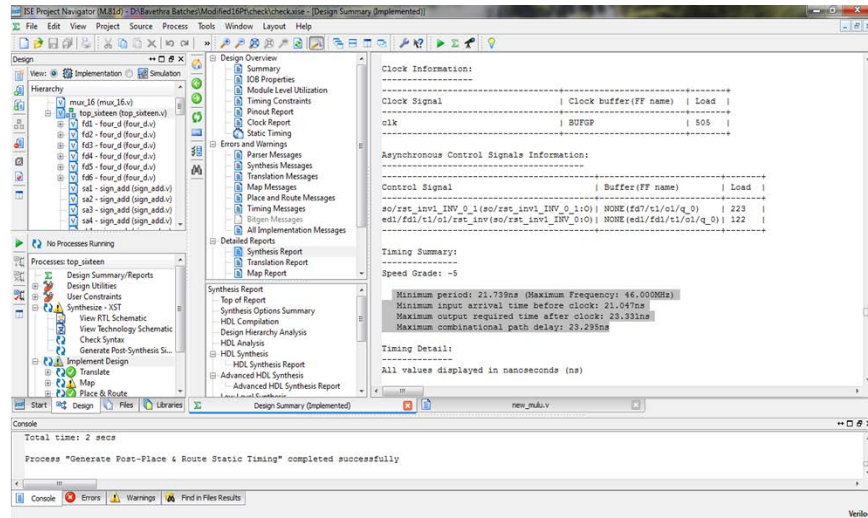 ISE Project Navigator (M.81d) - D:\Bavethra Batches\Modified16Pt\check\check.xise - [Design Summary (Implemented)]
File Edit View Project Source Process Tools Window Layout Help
Design
View: Implementation Simulation
Hierarchy
mux_16 (mux_16.v)
top_sixteen (top_sixteen.v)
fd1 - four_d (four_d.v)
fd2 - four_d (four_d.v)
fd3 - four_d (four_d.v)
fd4 - four_d (four_d.v)
fd5 - four_d (four_d.v)
fd6 - four_d (four_d.v)
sa1 - sign_add (sign_add.v)
sa2 - sign_add (sign_add.v)
sa3 - sign_add (sign_add.v)
sa4 - sign_add (sign_add.v)
No Processes Running
Processes: top_sixteen
Design Summary/Reports
Design Utilities
User Constraints
Synthesize - XST
View RTL Schematic
View Technology Schematic
Check Syntax
Generate Post-Synthesis Si...
Implement Design
Translate
Map
Place & Route
Start Design Files Libraries
Design Overview
Summary
IOB Properties
Module Level Utilization
Timing Constraints
Pinout Report
Clock Report
Static Timing
Errors and Warnings
Parser Messages
Synthesis Messages
Translation Messages
Map Messages
Place and Route Messages
Timing Messages
Bitgen Messages
All Implementation Messages
Detailed Reports
Synthesis Report
Translation Report
Map Report
Synthesis Report
Top of Report
Synthesis Options Summary
HDL Compilation
Design Hierarchy Analysis
HDL Analysis
HDL Synthesis
HDL Synthesis Report
Advanced HDL Synthesis
Advanced HDL Synthesis Report
Low Level Synthesis
Clock Information:
Clock Signal | Clock buffer(FF name) | Load |
clk | BUFGP | 505 |
Asynchronous Control Signals Information:
Control Signal | Buffer(FF name) | Load |
so/rst_inv1_INV_0_1(so/rst_inv1_INV_0_1:O)| NONE(fd7/t1/o1/q_0)| 223 |
ed1/fd1/t1/o1/rst_inv(so/rst_inv1_INV_0:O)| NONE(ed1/fd1/t1/o1/q_0)| 122 |
Timing Summary:
Speed Grade: -5
Minimum period: 21.739ns (Maximum Frequency: 46.000MHz)
Minimum input arrival time before clock: 21.047ns
Maximum output required time after clock: 23.331ns
Maximum combinational path delay: 23.295ns
Timing Detail:
All values displayed in nanoseconds (ns)
Design Summary (Implemented)
new_mulu.v
Console
Total time: 2 secs
Process "Generate Post-Place & Route Static Timing" completed successfully
Console Errors Warnings Find in Files Results
Verilo